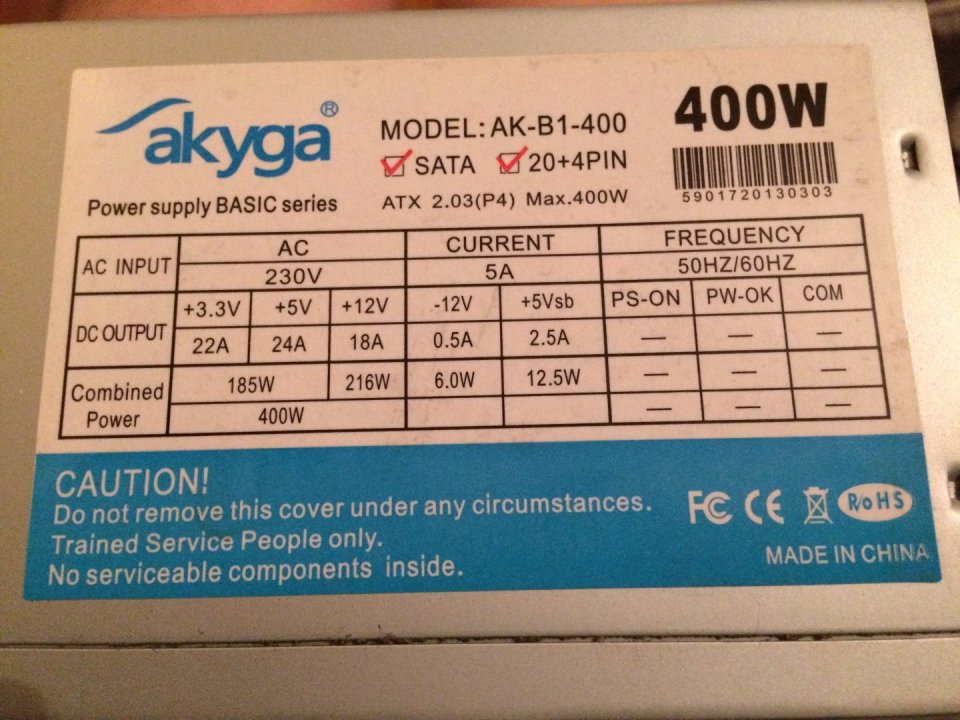 akyga®
Power supply BASIC series
MODEL: AK-B1-400
SATA 20+4PIN
ATX 2.03(P4) Max.400W
400W
5901720130303
AC INPUT AC CURRENT FREQUENCY
230V 5A 50HZ/60HZ
DC OUTPUT +3.3V +5V +12V -12V +5Vsb PS-ON PW-OK COM
22A 24A 18A 0.5A 2.5A — — —
Combined Power 185W 216W 6.0W 12.5W — — —
400W — — —
CAUTION!
Do not remove this cover under any circumstances.
Trained Service People only.
No serviceable components inside.
FC CE R/oHS
MADE IN CHINA